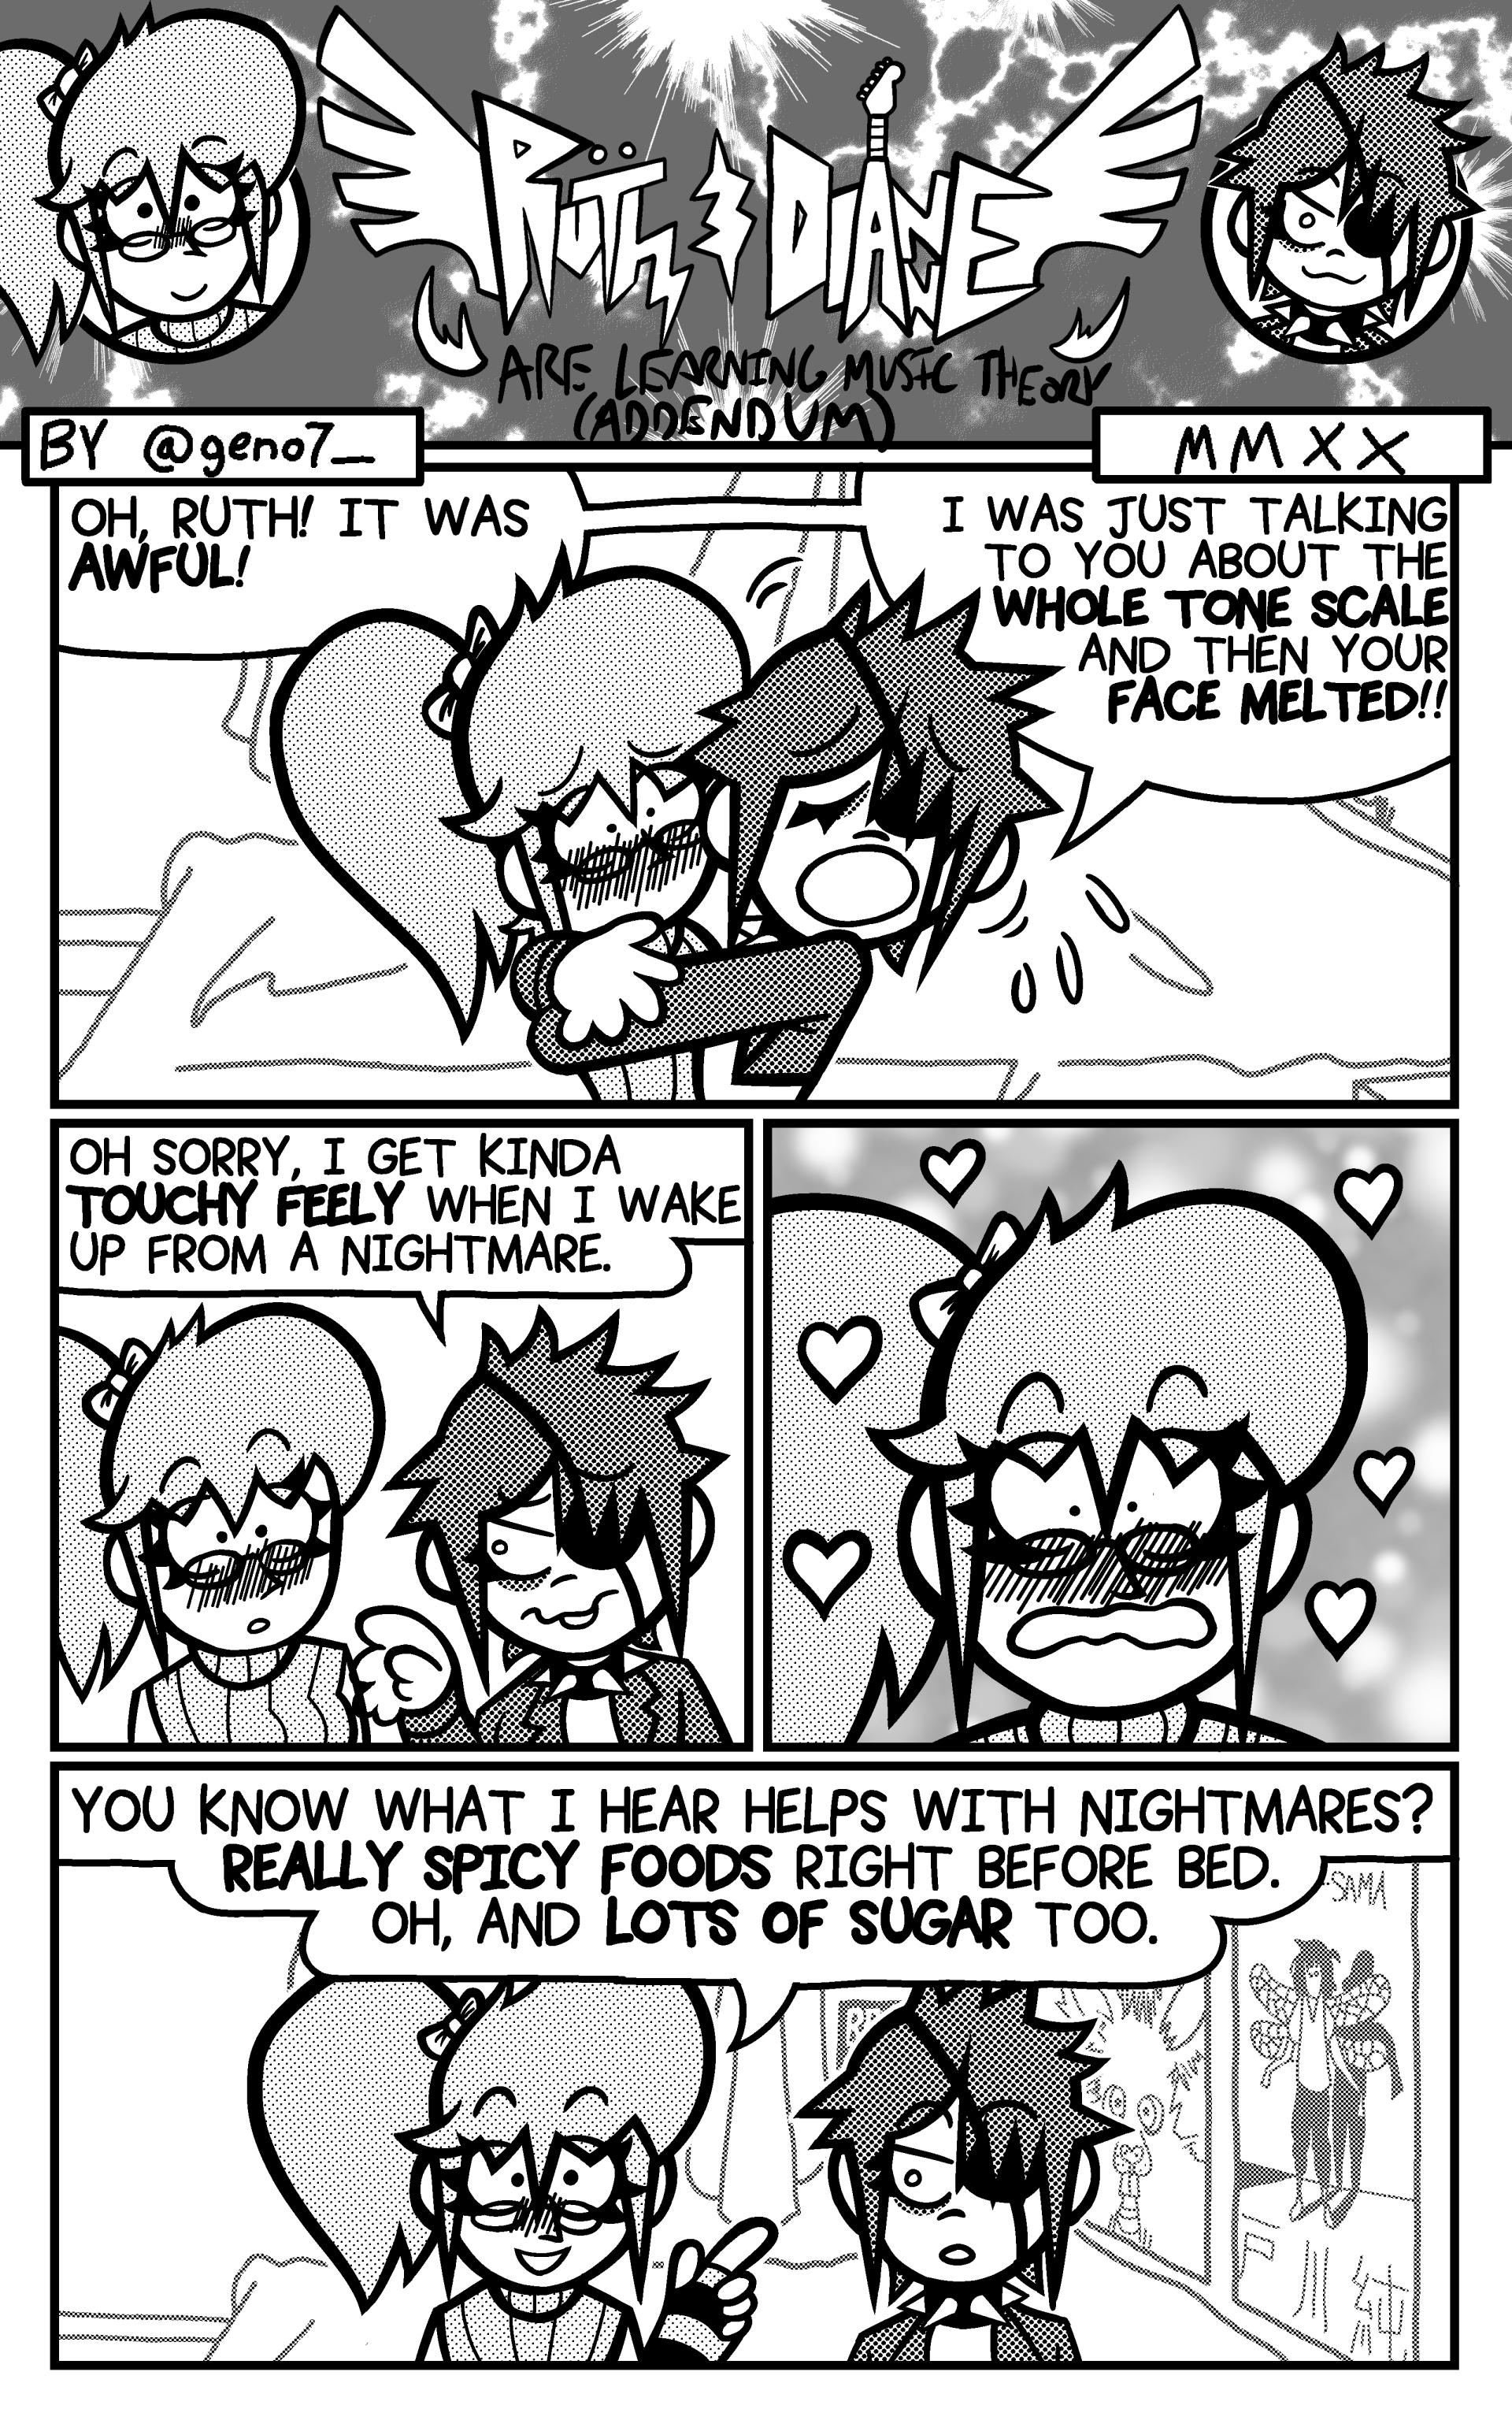 RUTH & DIANE
ARE LEARNING MUSIC THEORY
(ADDENDUM)
BY @geno7_
MMXX
OH, RUTH! IT WAS
AWFUL!
I WAS JUST TALKING
TO YOU ABOUT THE
WHOLE TONE SCALE
AND THEN YOUR
FACE MELTED!!
OH SORRY, I GET KINDA
TOUCHY FEELY WHEN I WAKE
UP FROM A NIGHTMARE.
YOU KNOW WHAT I HEAR HELPS WITH NIGHTMARES?
REALLY SPICY FOODS RIGHT BEFORE BED.
OH, AND LOTS OF SUGAR TOO.
-SAMA